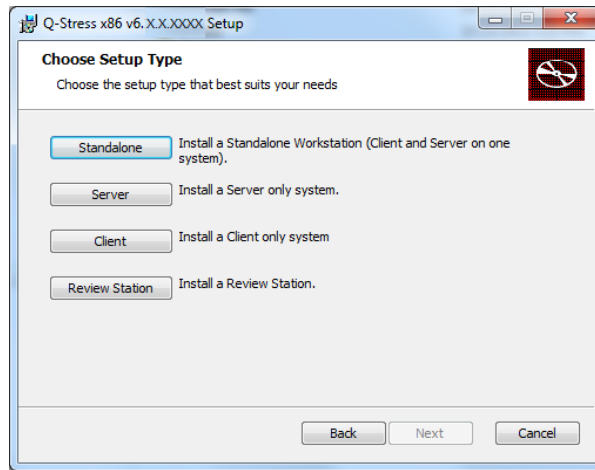 Q-Stress x86 v6.X.X.XXXX Setup
Choose Setup Type
Choose the setup type that best suits your needs
Standalone
Install a Standalone Workstation (Client and Server on one
system).
Server
Install a Server only system.
Client
Install a Client only system
Review Station
Install a Review Station.
Back
Next
Cancel